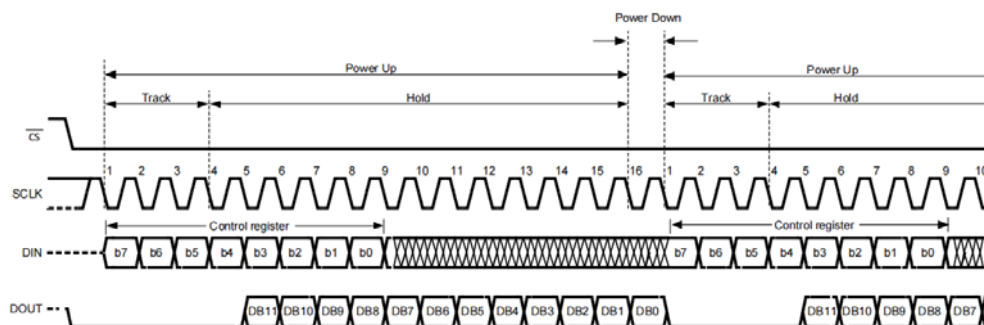 Power Down
Power Up
Power Up
Track Hold Track Hold
CS
1 2 3 4 5 6 7 8 9 10 11 12 13 14 15 16 1 2 3 4 5 6 7 8 9 10
SCLK
Control register Control register
DIN b7 b6 b5 b4 b3 b2 b1 b0 b7 b6 b5 b4 b3 b2 b1 b0
DOUT DB11 DB10 DB9 DB8 DB7 DB6 DB5 DB4 DB3 DB2 DB1 DB0 DB11 DB10 DB9 DB8 DB7